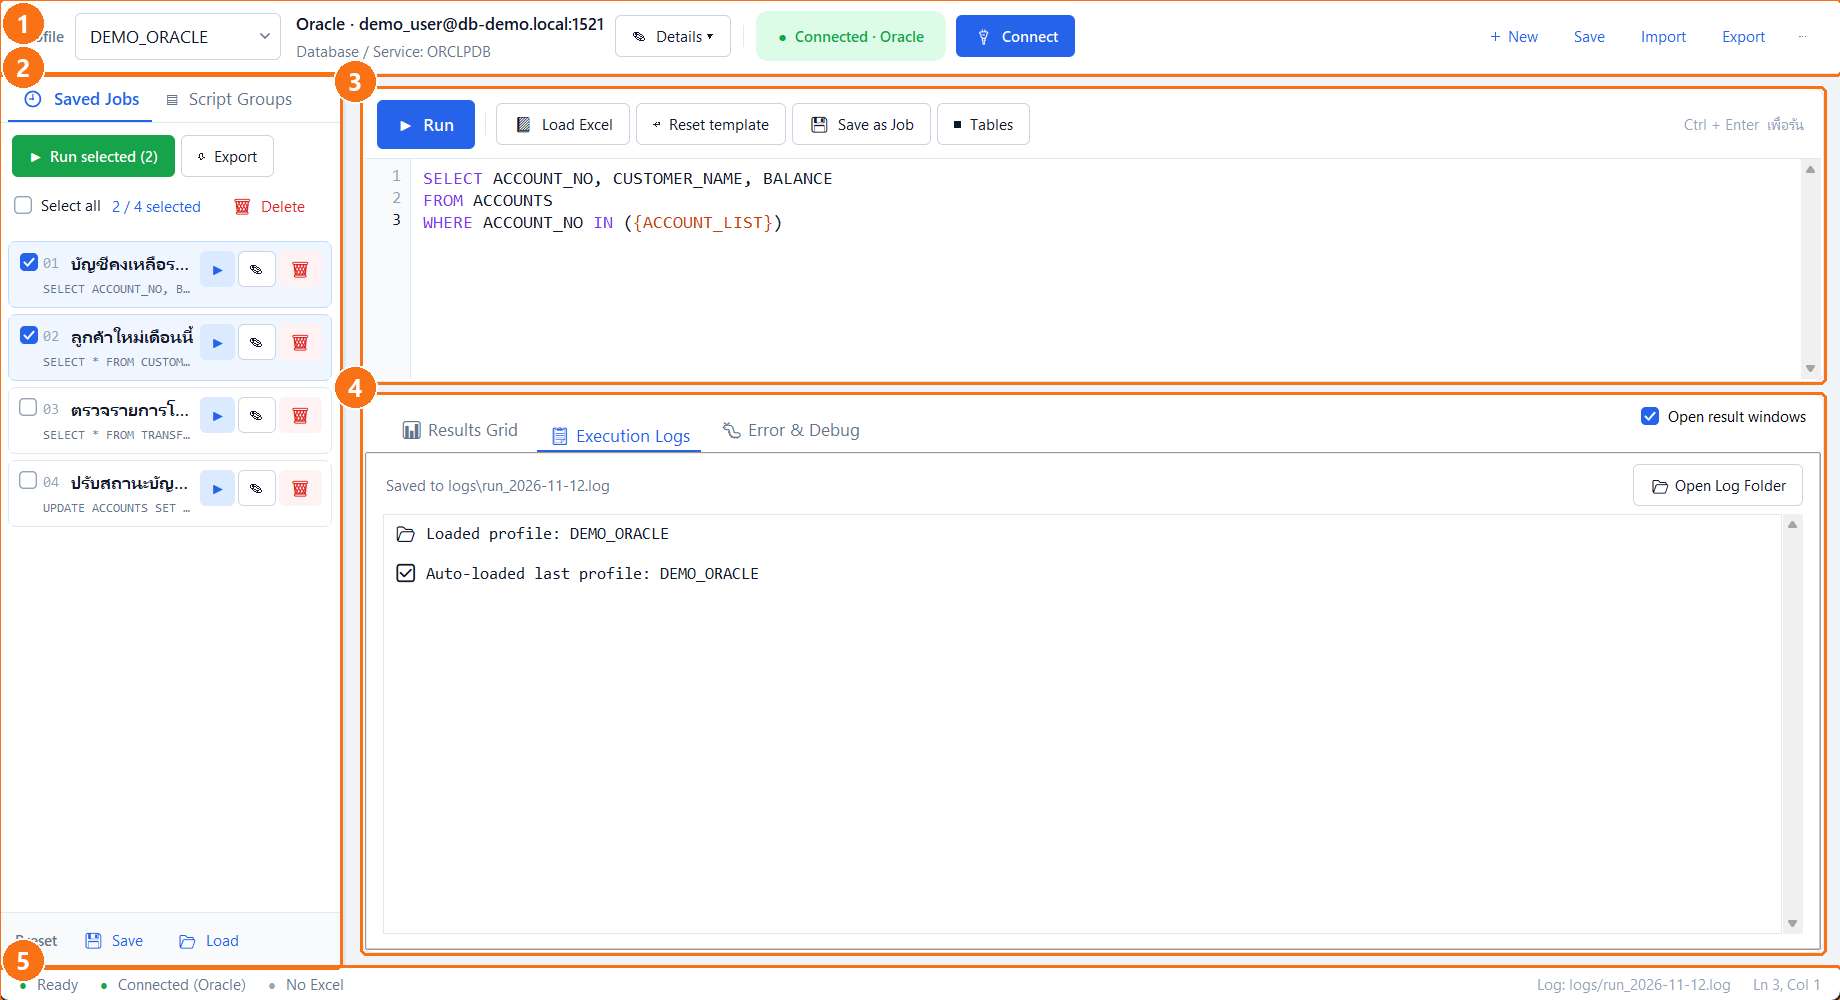 1
DEMO_ORACLE
Oracle · demo_user@db-demo.local:1521
Database / Service: ORCLPDB
Details
Connected · Oracle
Connect
+ New
Save
Import
Export
...
2
Saved Jobs
Script Groups
Run selected (2)
Export
Select all
2 / 4 selected
Delete
01 บัญชีคงเหลือร...
SELECT ACCOUNT_NO, B...
02 ลูกค้าใหม่เดือนนี้
SELECT * FROM CUSTOM...
03 ตรวจรายการโ...
SELECT * FROM TRANSF...
04 ปรับสถานะบัญ...
UPDATE ACCOUNTS SET ...
Save
Load
3
Run
Load Excel
Reset template
Save as Job
Tables
Ctrl + Enter เพื่อรัน
1 SELECT ACCOUNT_NO, CUSTOMER_NAME, BALANCE
2 FROM ACCOUNTS
3 WHERE ACCOUNT_NO IN ({ACCOUNT_LIST})
4
Results Grid
Execution Logs
Error & Debug
Open result windows
Saved to logs\run_2026-11-12.log
Open Log Folder
Loaded profile: DEMO_ORACLE
Auto-loaded last profile: DEMO_ORACLE
5
Ready
Connected (Oracle)
No Excel
Log: logs/run_2026-11-12.log
Ln 3, Col 1